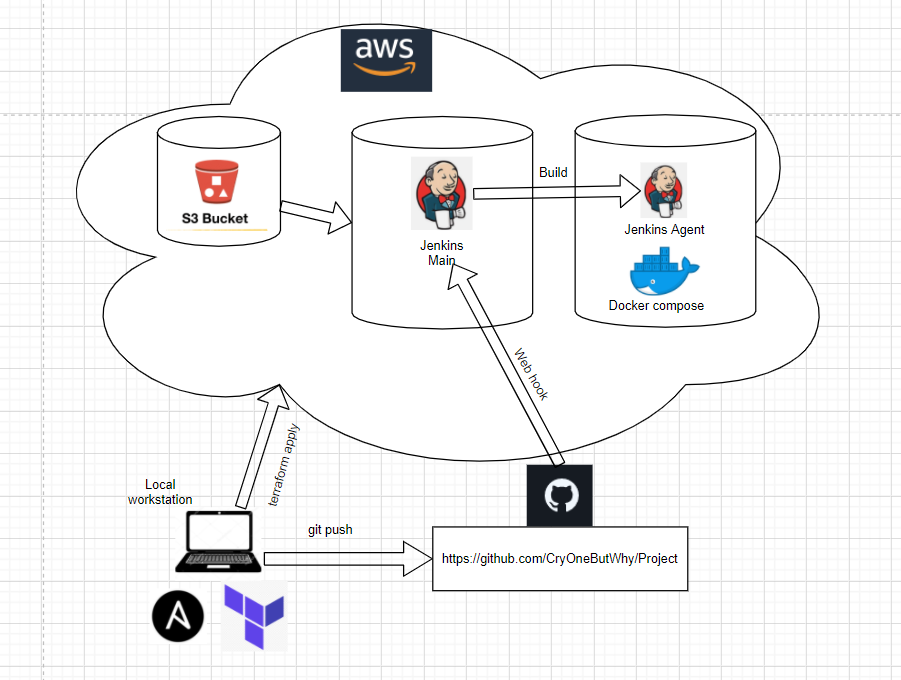 aws
S3 Bucket
Jenkins
Main
Build
Jenkins Agent
Docker compose
Web hook
terraform apply
Local
workstation
git push
https://github.com/CryOneButWhy/Project